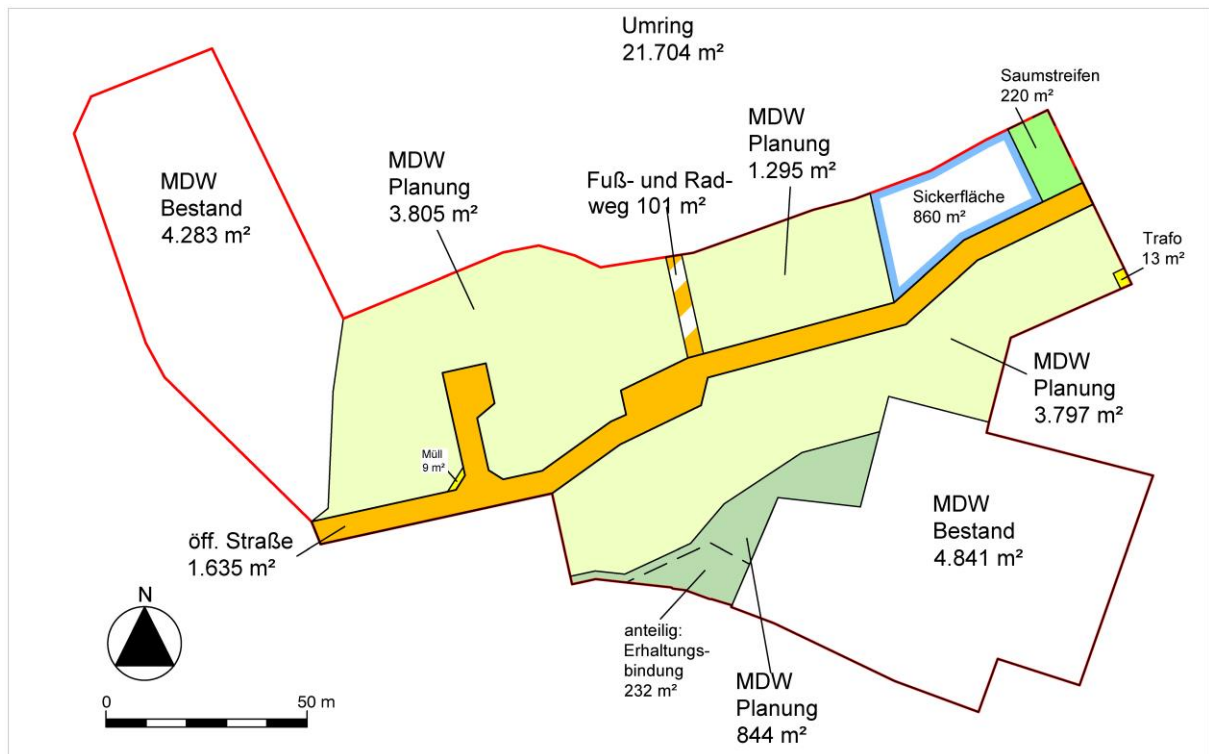 Umring
21.704 m²
Saumstreifen
220 m²
MDW
Planung
1.295 m²
MDW
Planung
3.805 m²
Fuß- und Rad-
weg 101 m²
MDW
Bestand
4.283 m²
Sickerfläche
860 m²
Trafo
13 m²
MDW
Planung
3.797 m²
Müll
9 m²
MDW
Bestand
4.841 m²
öff. Straße
1.635 m²
N
anteilig:
Erhaltungs-
bindung
232 m²
MDW
Planung
844 m²
0 50 m